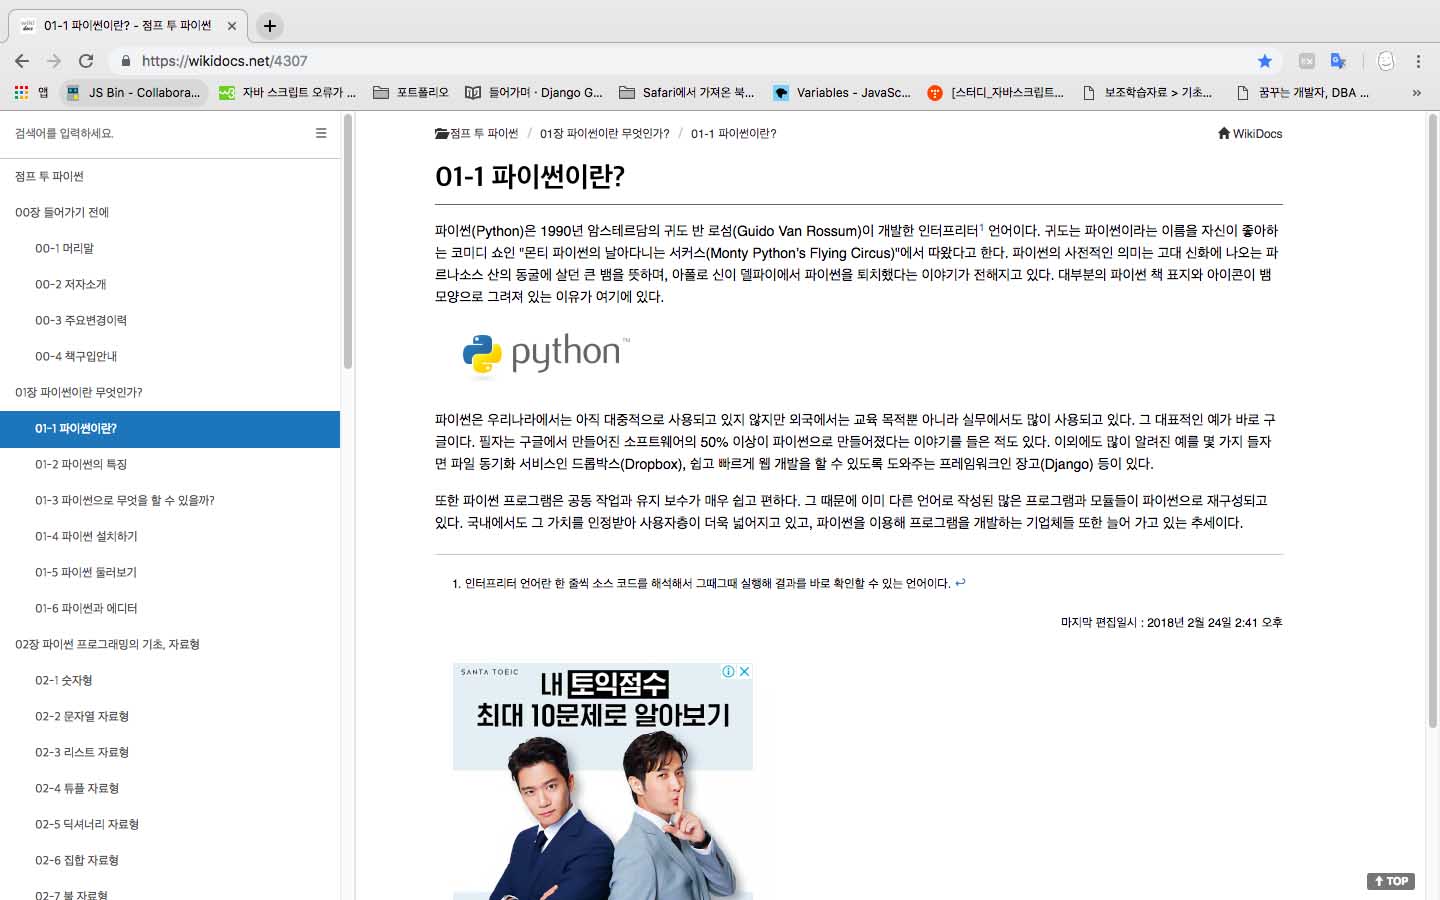 wiki docs 01-1 파이썬이란? - 점프 투 파이썬
https://wikidocs.net/4307
앱 JS Bin - Collabora... 자바 스크립트 오류가 ... 포트폴리오 들어가며 · Django G... Safari에서 가져온 북... Variables - JavaSc... [스터디_자바스크립트... 보조학습자료 > 기초... 꿈꾸는 개발자, DBA ... »
검색어를 입력하세요.
점프 투 파이썬
00장 들어가기 전에
00-1 머리말
00-2 저자소개
00-3 주요변경이력
00-4 책구입안내
01장 파이썬이란 무엇인가?
01-1 파이썬이란?
01-2 파이썬의 특징
01-3 파이썬으로 무엇을 할 수 있을까?
01-4 파이썬 설치하기
01-5 파이썬 둘러보기
01-6 파이썬과 에디터
02장 파이썬 프로그래밍의 기초, 자료형
02-1 숫자형
02-2 문자열 자료형
02-3 리스트 자료형
02-4 튜플 자료형
02-5 딕셔너리 자료형
02-6 집합 자료형
02-7 불 자료형
점프 투 파이썬 / 01장 파이썬이란 무엇인가? / 01-1 파이썬이란?
WikiDocs
01-1 파이썬이란?
파이썬(Python)은 1990년 암스테르담의 귀도 반 로섬(Guido Van Rossum)이 개발한 인터프리터1 언어이다. 귀도는 파이썬이라는 이름을 자신이 좋아하
는 코미디 쇼인 "몬티 파이썬의 날아다니는 서커스(Monty Python's Flying Circus)"에서 따왔다고 한다. 파이썬의 사전적인 의미는 고대 신화에 나오는 파
르나소스 산의 동굴에 살던 큰 뱀을 뜻하며, 아폴로 신이 델파이에서 파이썬을 퇴치했다는 이야기가 전해지고 있다. 대부분의 파이썬 책 표지와 아이콘이 뱀
모양으로 그려져 있는 이유가 여기에 있다.
python™
파이썬은 우리나라에서는 아직 대중적으로 사용되고 있지 않지만 외국에서는 교육 목적뿐 아니라 실무에서도 많이 사용되고 있다. 그 대표적인 예가 바로 구
글이다. 필자는 구글에서 만들어진 소프트웨어의 50% 이상이 파이썬으로 만들어졌다는 이야기를 들은 적도 있다. 이외에도 많이 알려진 예를 몇 가지 들자
면 파일 동기화 서비스인 드롭박스(Dropbox), 쉽고 빠르게 웹 개발을 할 수 있도록 도와주는 프레임워크인 장고(Django) 등이 있다.
또한 파이썬 프로그램은 공동 작업과 유지 보수가 매우 쉽고 편하다. 그 때문에 이미 다른 언어로 작성된 많은 프로그램과 모듈들이 파이썬으로 재구성되고
있다. 국내에서도 그 가치를 인정받아 사용자층이 더욱 넓어지고 있고, 파이썬을 이용해 프로그램을 개발하는 기업체들 또한 늘어 가고 있는 추세이다.
1. 인터프리터 언어란 한 줄씩 소스 코드를 해석해서 그때그때 실행해 결과를 바로 확인할 수 있는 언어이다. ↩
마지막 편집일시 : 2018년 2월 24일 2:41 오후
SANTA TOEIC
내 토익점수
최대 10문제로 알아보기
TOP